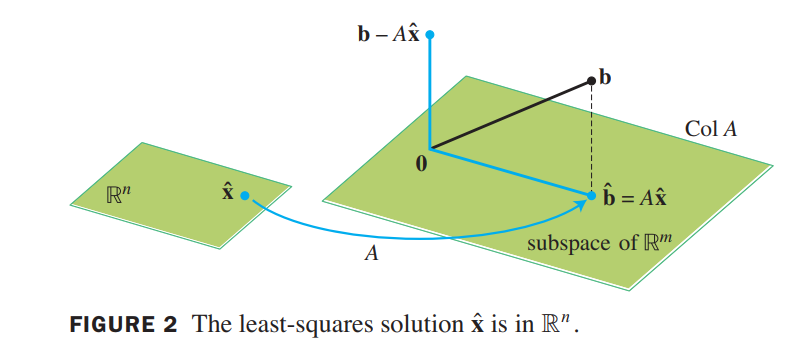 b – Ax̂
b
Col A
0
ℝⁿ
x̂
b̂ = Ax̂
subspace of ℝᵐ
A
FIGURE 2 The least-squares solution x̂ is in ℝⁿ.